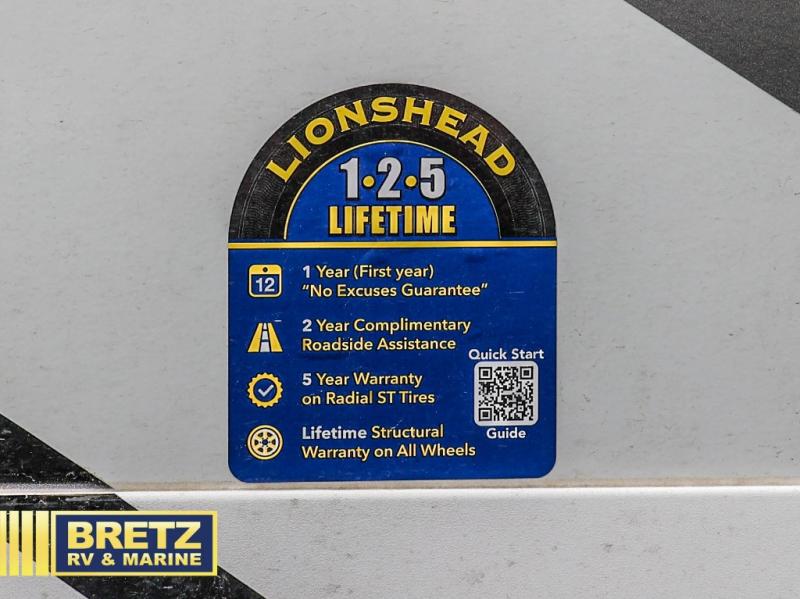 LIONSHEAD
1•2•5
LIFETIME
12
1 Year (First year)
"No Excuses Guarantee"
2 Year Complimentary
Roadside Assistance
5 Year Warranty
on Radial ST Tires
Quick Start
Guide
Lifetime Structural
Warranty on All Wheels
BRETZ
RV & MARINE